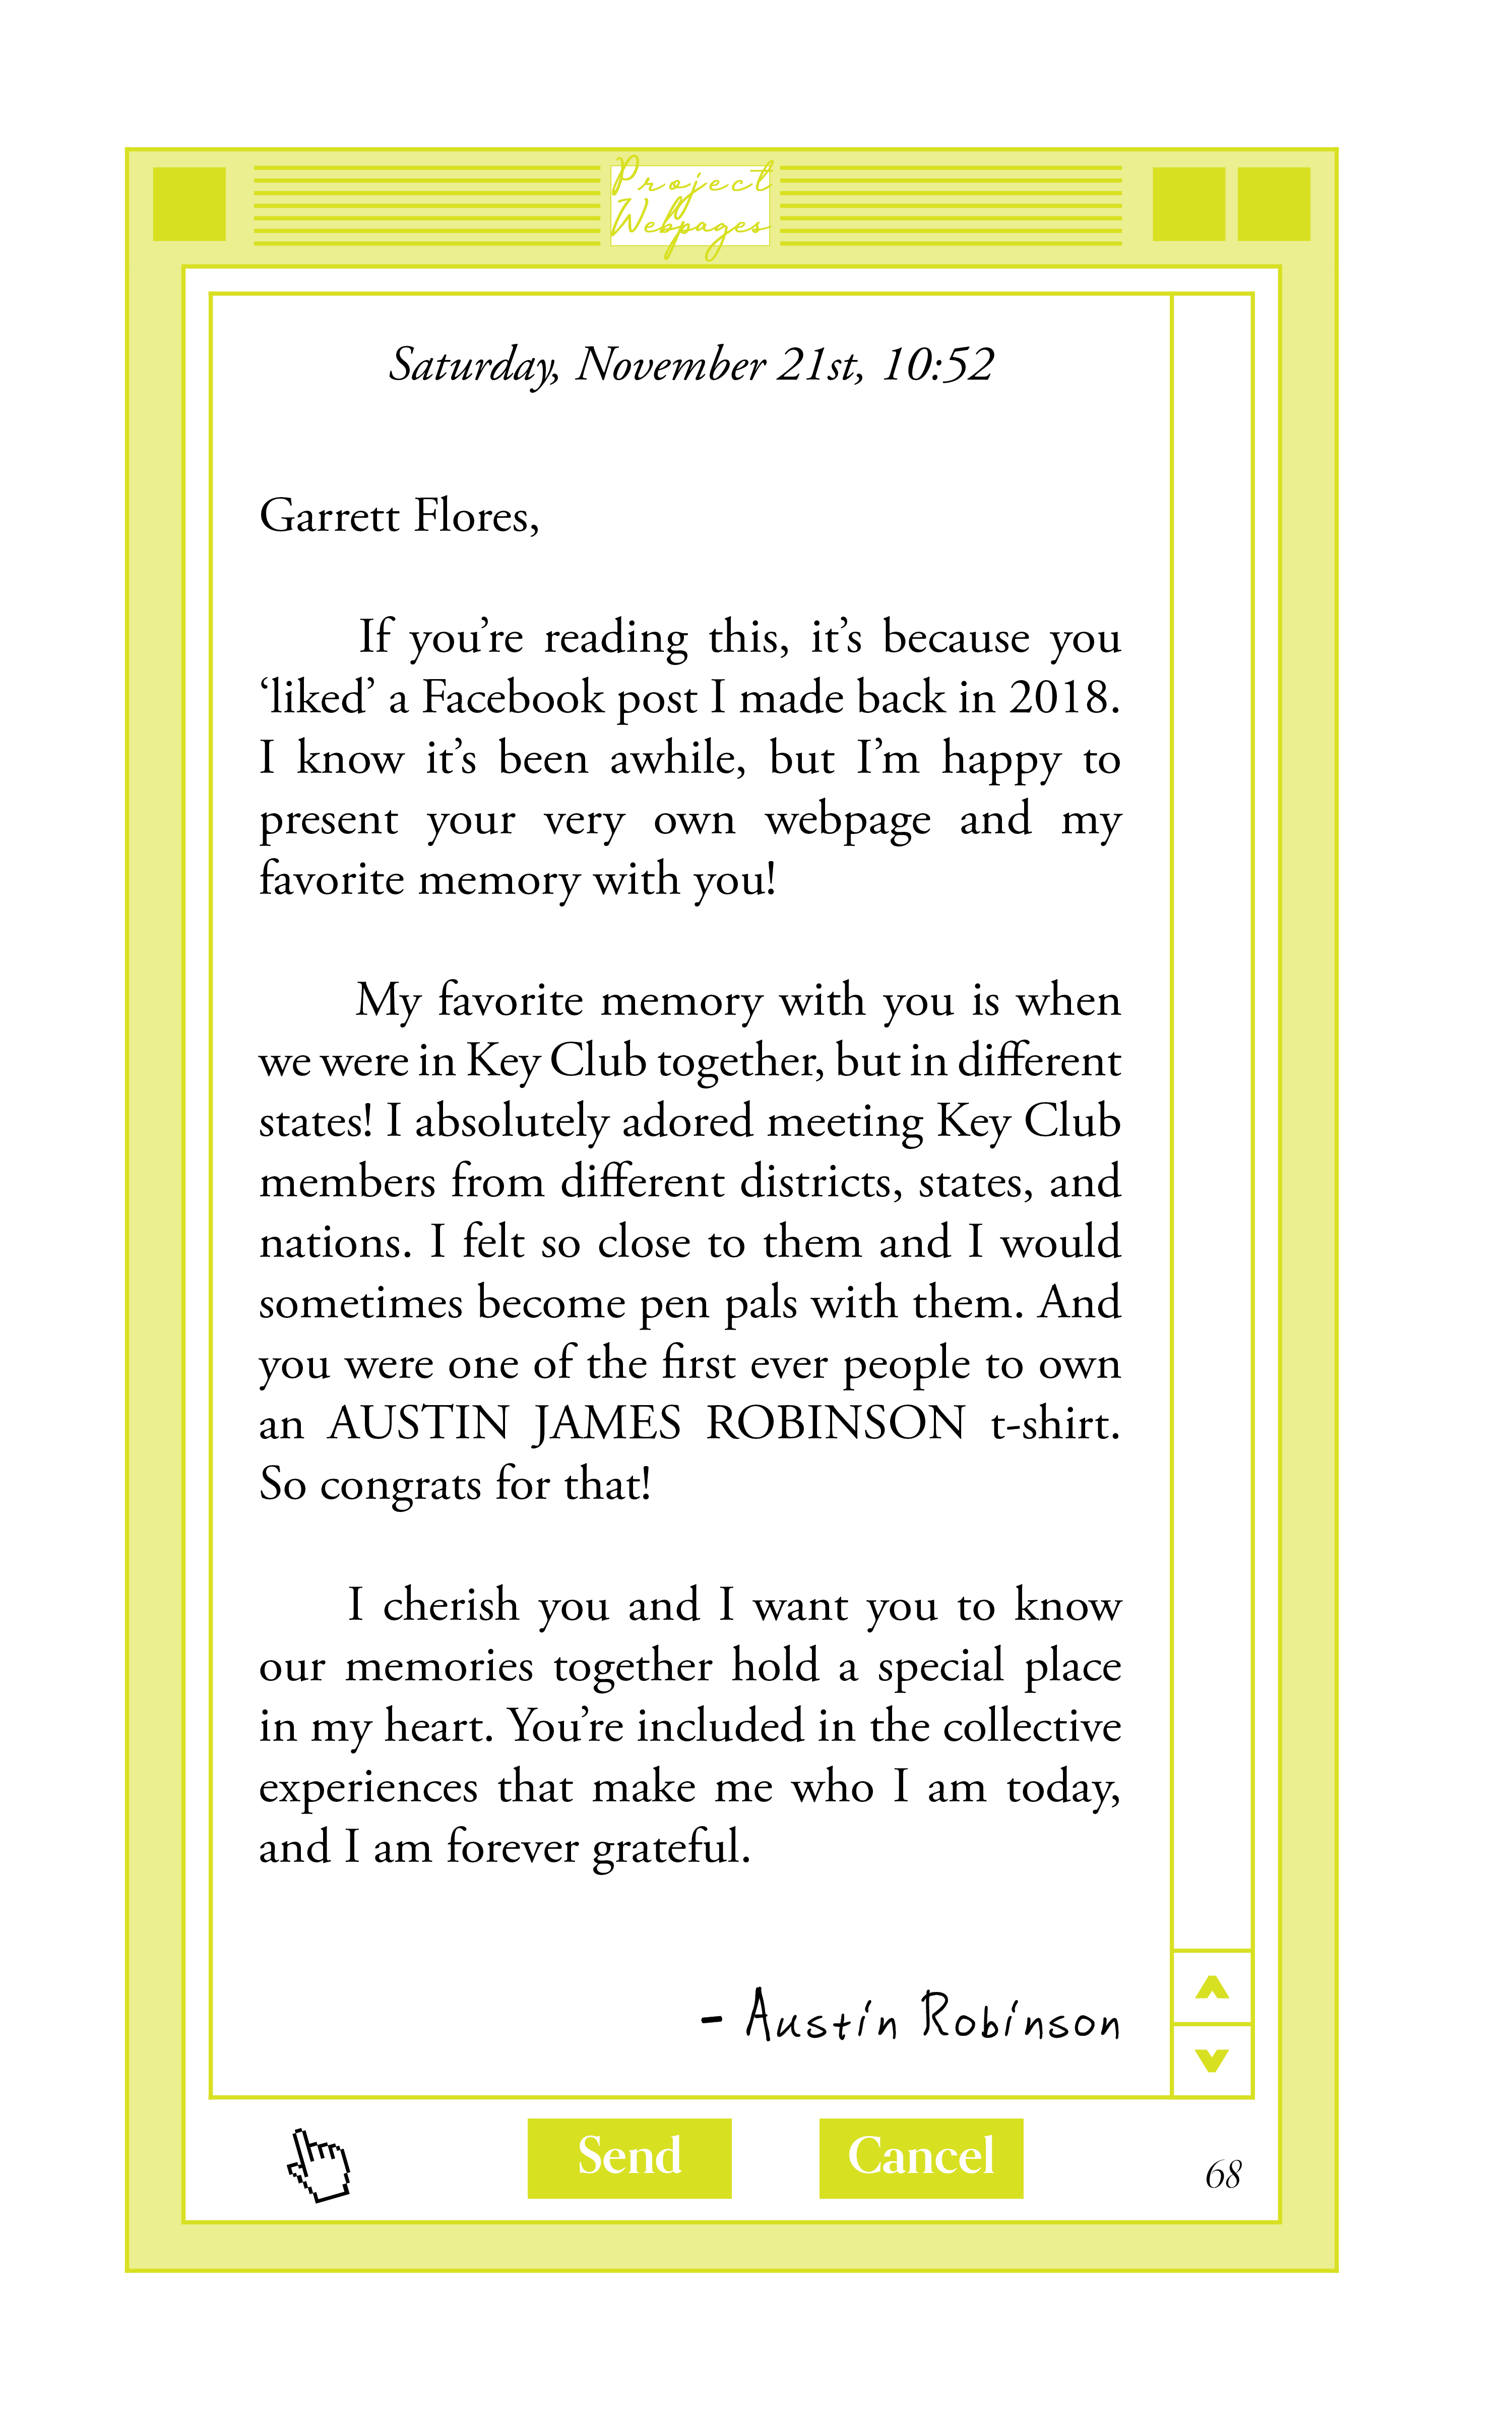 Project
Webpages
Saturday, November 21st, 10:52
Garrett Flores,
If you’re reading this, it’s because you
‘liked’ a Facebook post I made back in 2018.
I know it’s been awhile, but I’m happy to
present your very own webpage and my
favorite memory with you!
My favorite memory with you is when
we were in Key Club together, but in different
states! I absolutely adored meeting Key Club
members from different districts, states, and
nations. I felt so close to them and I would
sometimes become pen pals with them. And
you were one of the first ever people to own
an AUSTIN JAMES ROBINSON t-shirt.
So congrats for that!
I cherish you and I want you to know
our memories together hold a special place
in my heart. You’re included in the collective
experiences that make me who I am today,
and I am forever grateful.
- Austin Robinson
Send Cancel
68